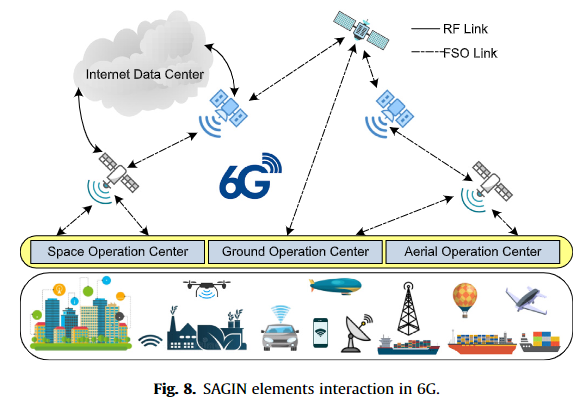 RF Link
FSO Link
Internet Data Center
6G
Space Operation Center
Ground Operation Center
Aerial Operation Center
Fig. 8. SAGIN elements interaction in 6G.